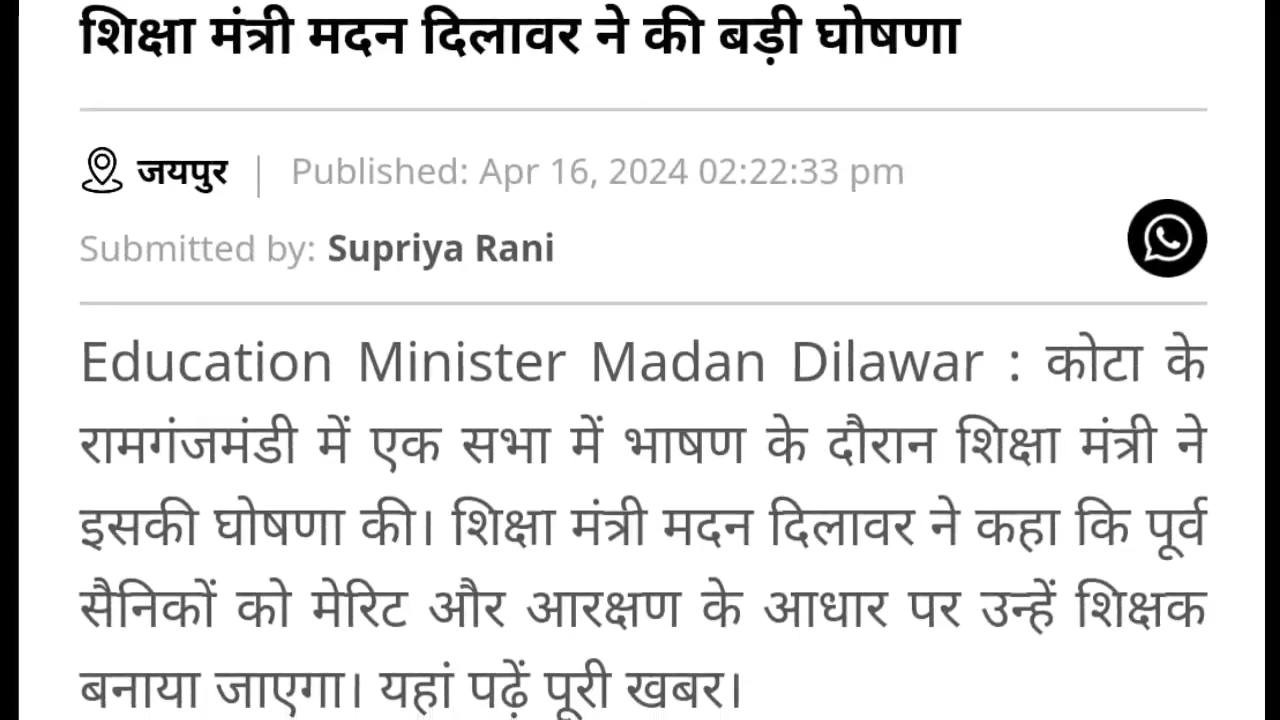 शिक्षा मंत्री मदन दिलावर ने की बड़ी घोषणा
जयपुर | Published: Apr 16, 2024 02:22:33 pm
Submitted by: Supriya Rani
Education Minister Madan Dilawar : कोटा के
रामगंजमंडी में एक सभा में भाषण के दौरान शिक्षा मंत्री ने
इसकी घोषणा की। शिक्षा मंत्री मदन दिलावर ने कहा कि पूर्व
सैनिकों को मेरिट और आरक्षण के आधार पर उन्हें शिक्षक
बनाया जाएगा। यहां पढ़ें पूरी खबर।